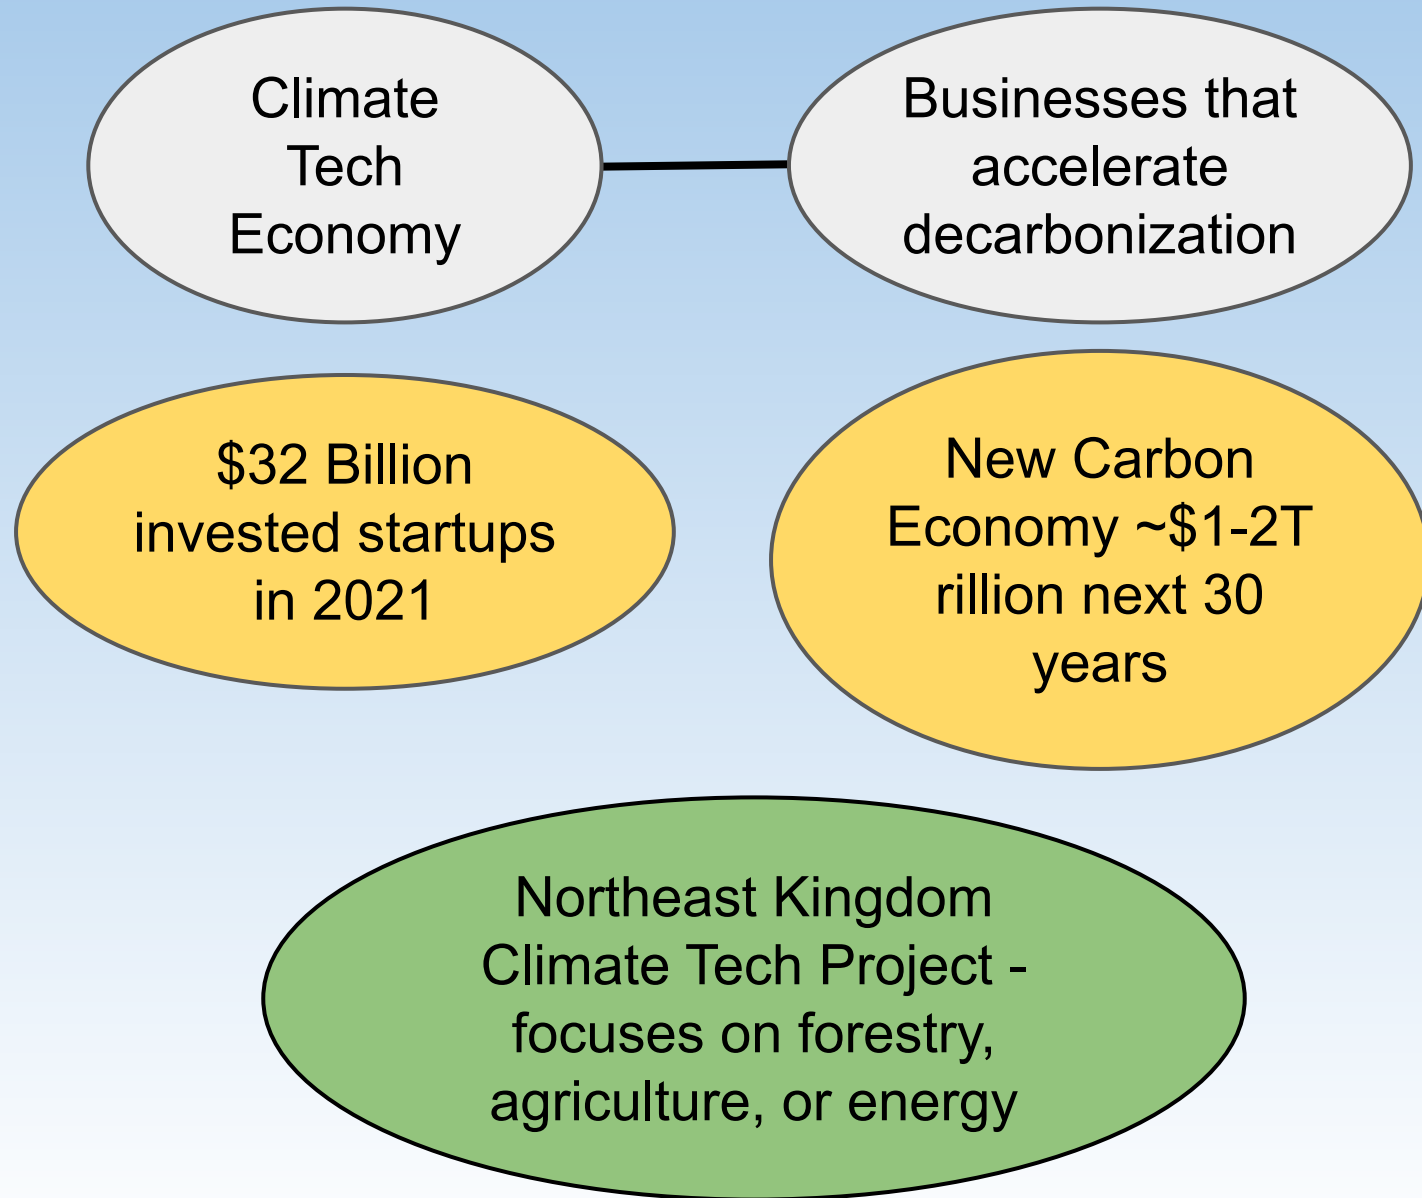 Climate
Tech
Economy
Businesses that
accelerate
decarbonization
$32 Billion
invested startups
in 2021
New Carbon
Economy ~$1-2T
rillion next 30
years
Northeast Kingdom
Climate Tech Project -
focuses on forestry,
agriculture, or energy